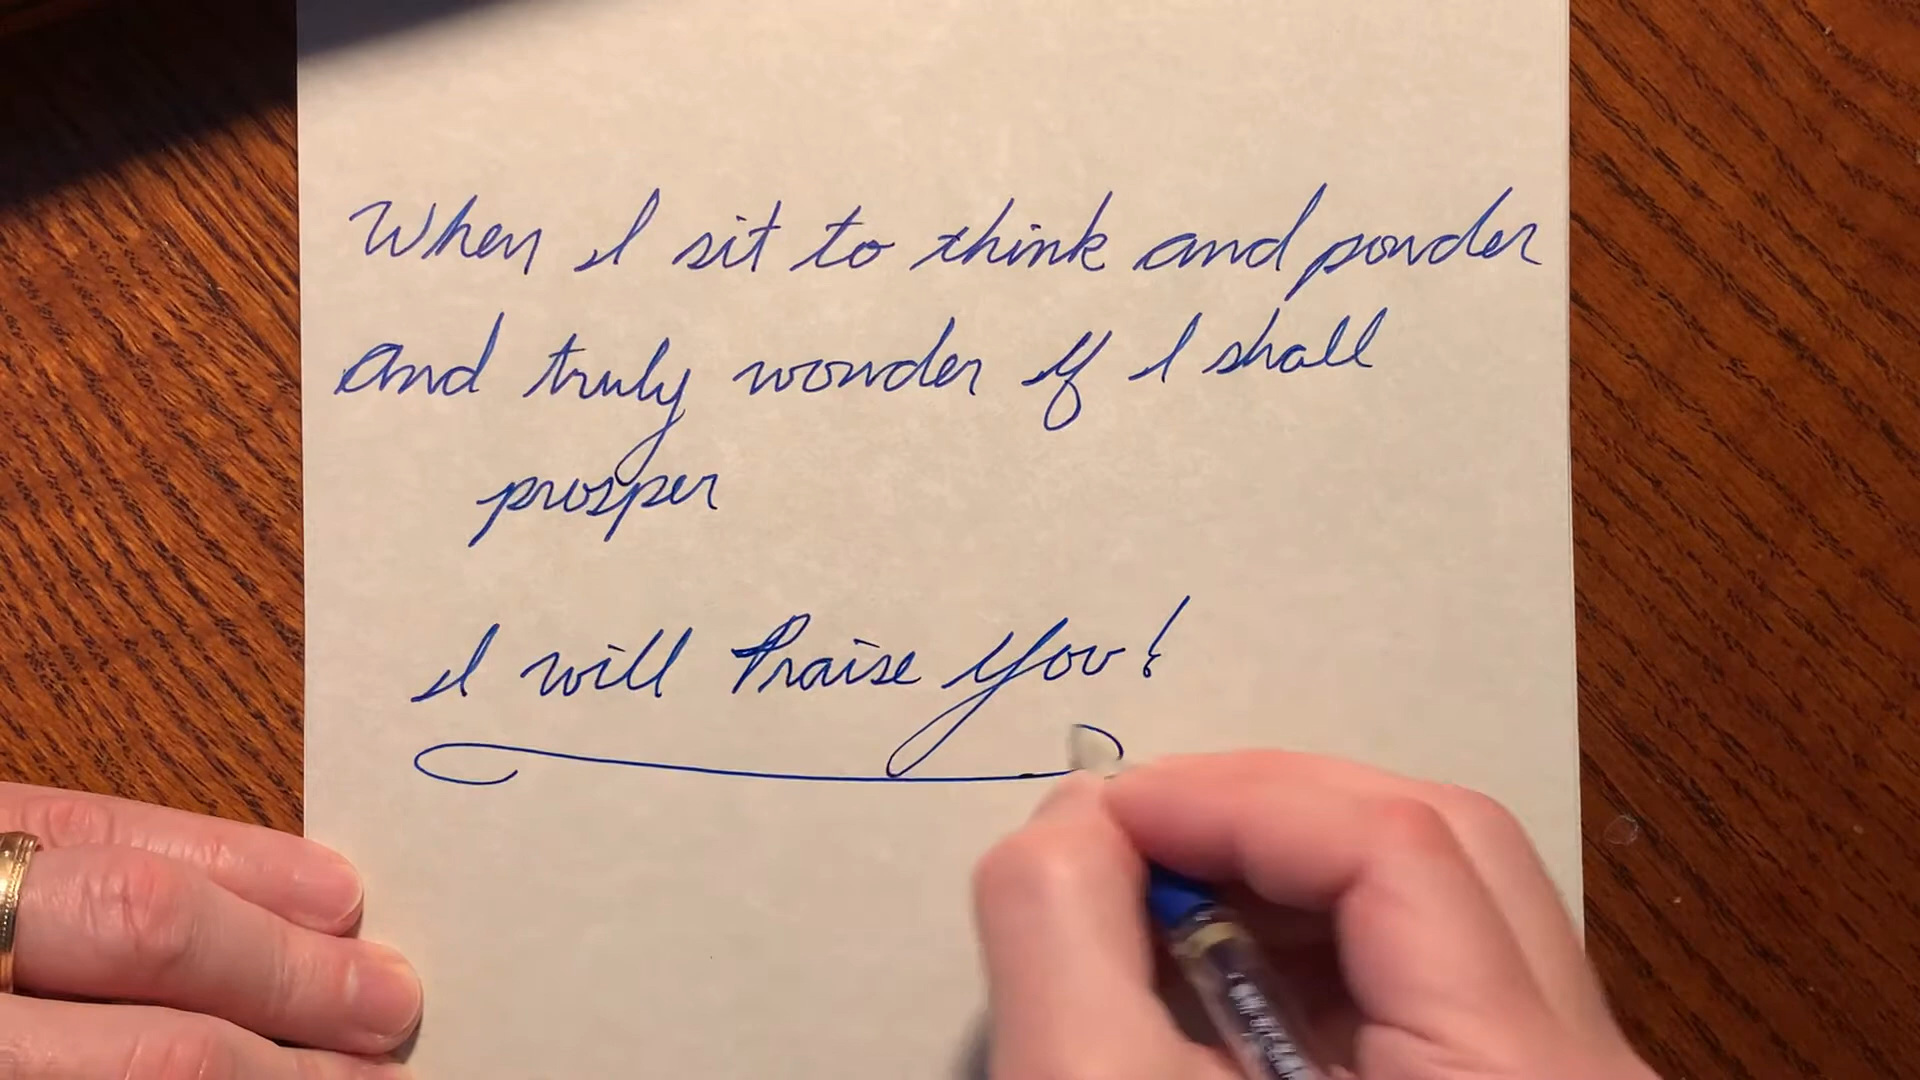 When I sit to think and ponder
and truly wonder if I shall
prosper
I will Praise You!